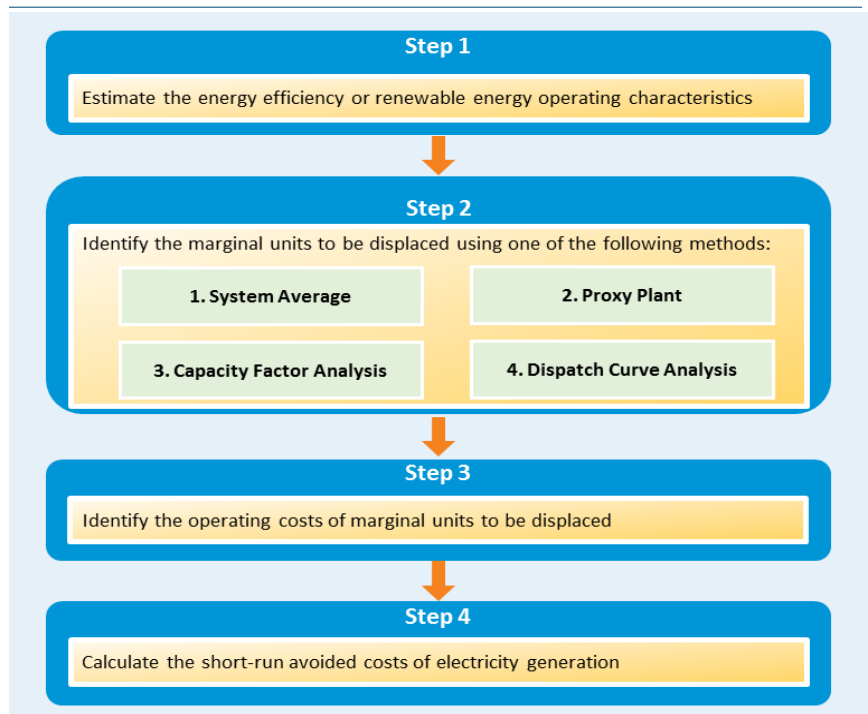 Step 1
Estimate the energy efficiency or renewable energy operating characteristics
Step 2
Identify the marginal units to be displaced using one of the following methods:
1. System Average
2. Proxy Plant
3. Capacity Factor Analysis
4. Dispatch Curve Analysis
Step 3
Identify the operating costs of marginal units to be displaced
Step 4
Calculate the short-run avoided costs of electricity generation